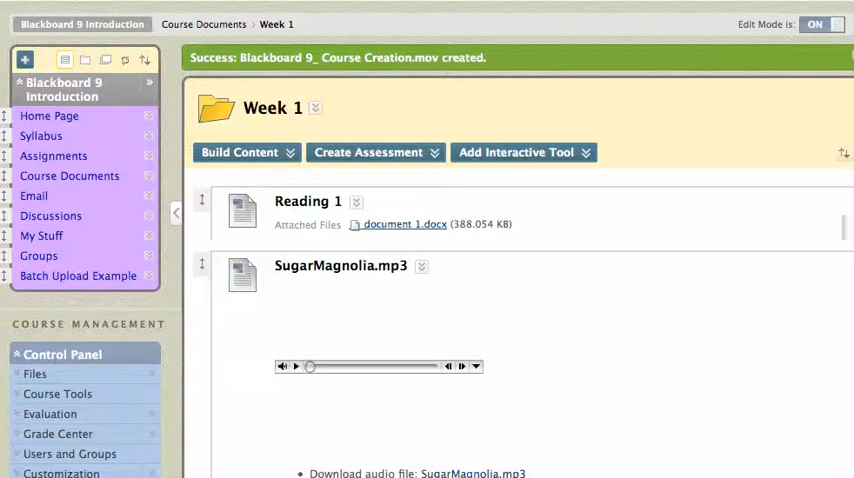 Blackboard 9 Introduction
Course Documents > Week 1
Edit Mode is: ON
Success: Blackboard 9_ Course Creation.mov created.
Blackboard 9 Introduction
Home Page
Syllabus
Assignments
Course Documents
Email
Discussions
My Stuff
Groups
Batch Upload Example
COURSE MANAGEMENT
Control Panel
Files
Course Tools
Evaluation
Grade Center
Users and Groups
Customization
Week 1
Build Content
Create Assessment
Add Interactive Tool
Reading 1
Attached Files document 1.docx (388.054 KB)
SugarMagnolia.mp3
• Download audio file: SugarMagnolia.mp3